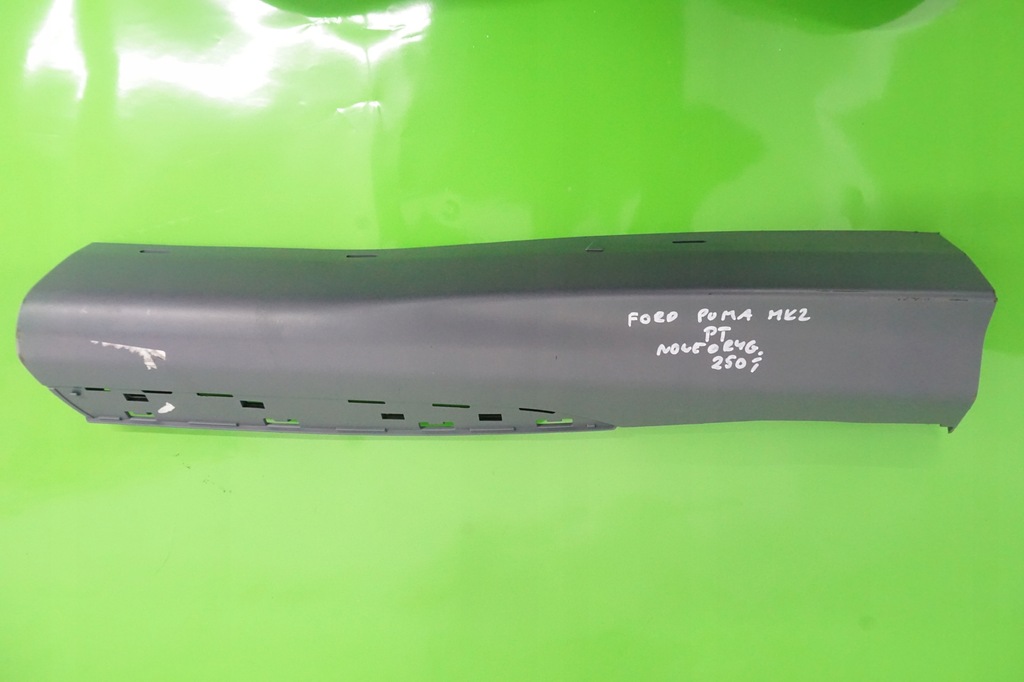 FORD PUMA MK2
PT
NOWE ORYG.
250,-